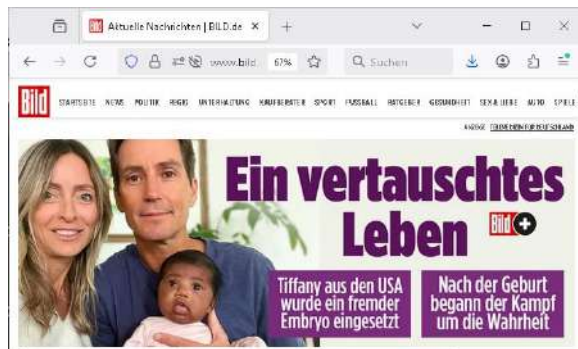 Aktuelle Nachrichten | BILD.de
www.bild.
67%
Suchen
Bild STARTSEITE NEWS POLITIK REGIO UNTERHALTUNG KAUFBERATER SPORT FUSSBALL RATGEBER GESUNDHEIT SEX & LIEBE AUTO SPIELE
ANZEIGE
Ein vertauschtes
Leben Bild +
Tiffany aus den USA
wurde ein fremder
Embryo eingesetzt
Nach der Geburt
begann der Kampf
um die Wahrheit